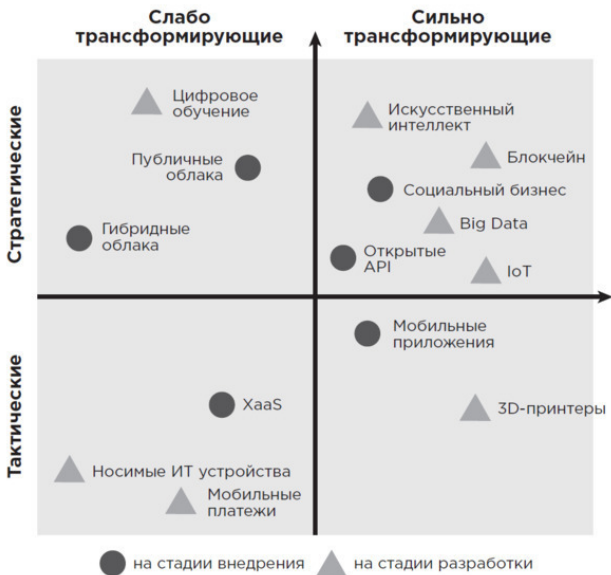 Слабо
трансформирующие
Сильно
трансформирующие
Стратегические
Цифровое
обучение
Публичные
облака
Гибридные
облака
Искусственный
интеллект
Блокчейн
Социальный бизнес
Big Data
Открытые
API
IoT
Тактические
Мобильные
приложения
XaaS
3D-принтеры
Носимые ИТ устройства
Мобильные
платежи
на стадии внедрения
на стадии разработки